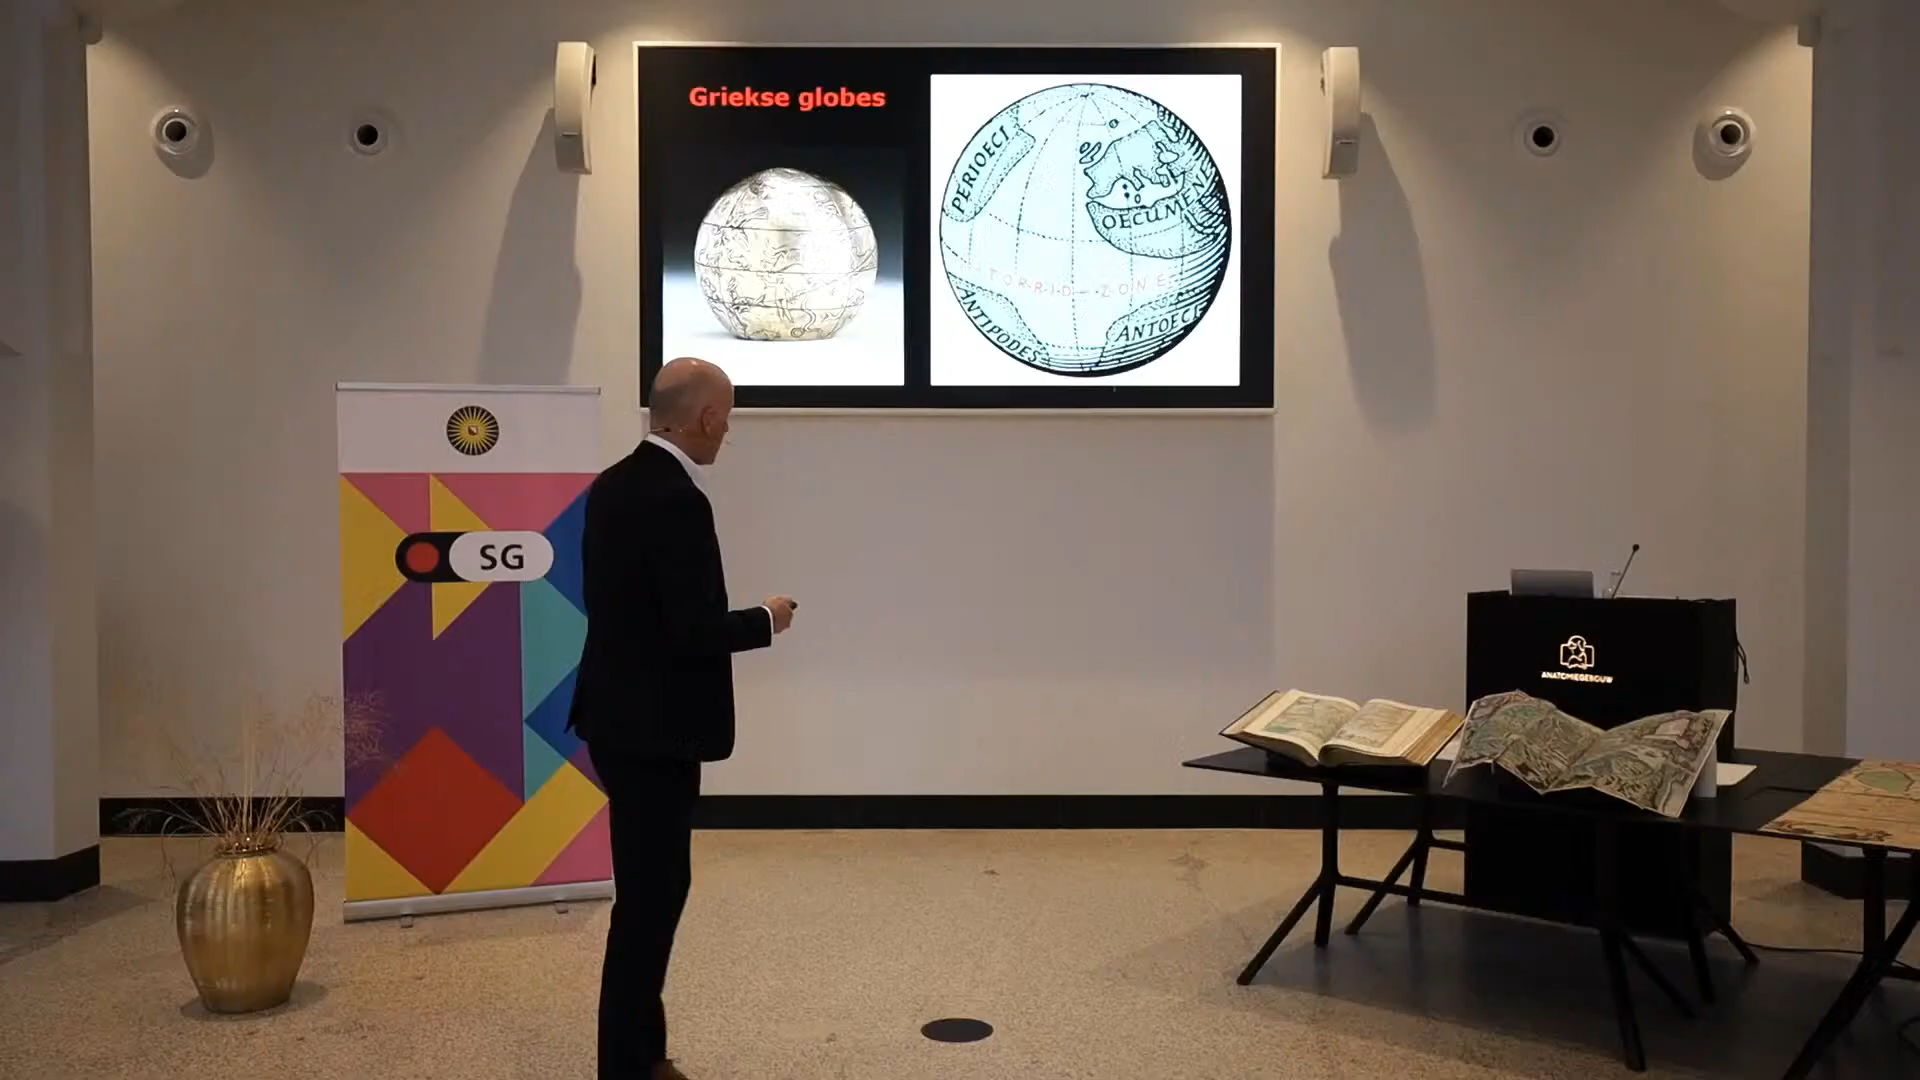 Griekse globes
PERIOECI
OECUMENE
TORRID ZONE
ANTIPODES
ANTOECI
SG
ANATOMIEGEBOUW